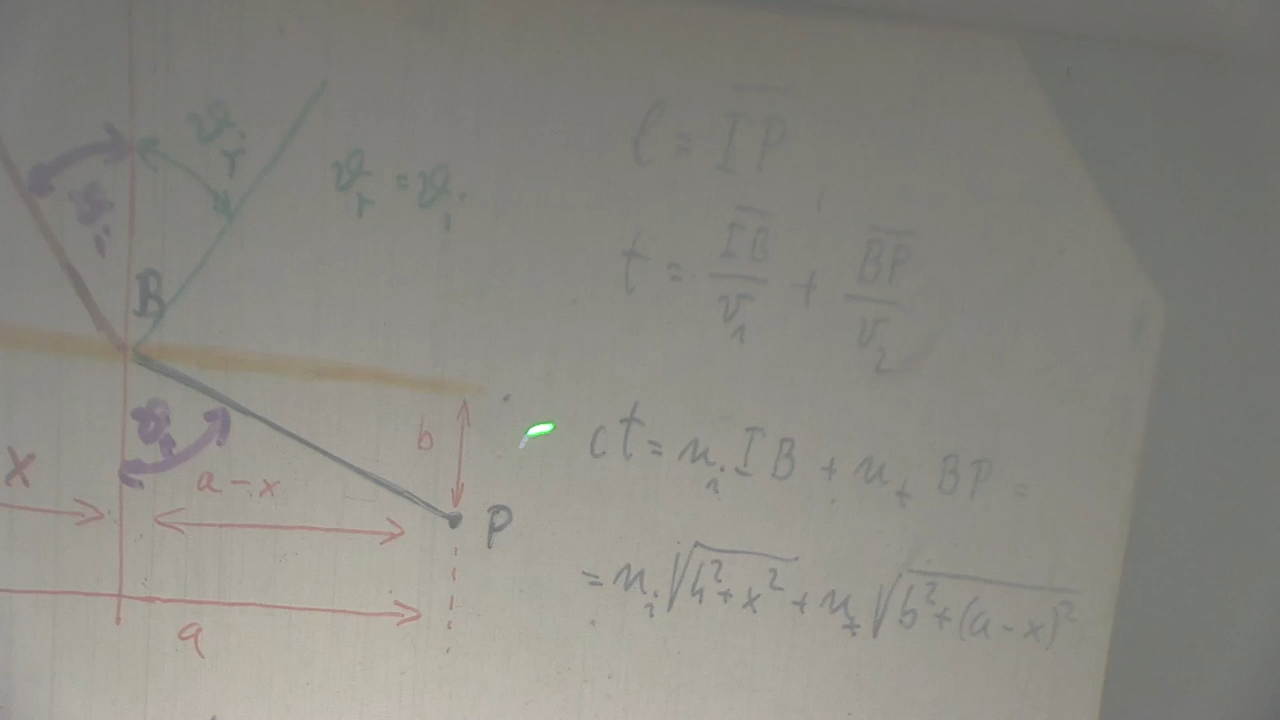 ϑᵢ
ϑᵣ
ϑᵣ = ϑᵢ
B
ϑₜ
x
a-x
b
P
a
l = IP
t = IB/v₁ + BP/v₂
ct = nᵢ IB + nₜ BP =
= nᵢ √(h²+x²) + nₜ √(b²+(a-x)²)